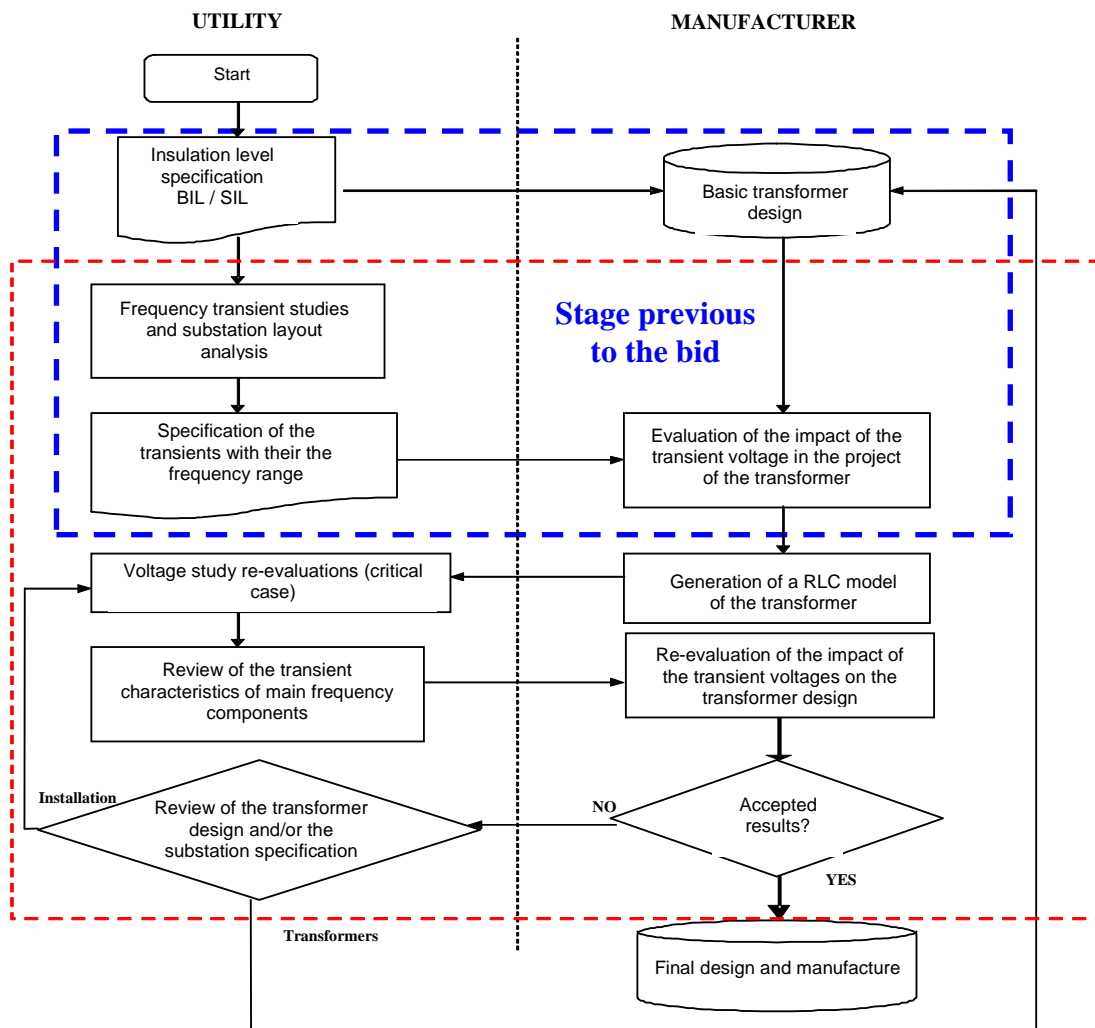 UTILITY
MANUFACTURER
Start
Insulation level
specification
BIL / SIL
Basic transformer
design
Frequency transient studies
and substation layout
analysis
Stage previous
to the bid
Specification of the
transients with their the
frequency range
Evaluation of the impact of the
transient voltage in the project
of the transformer
Voltage study re-evaluations (critical
case)
Generation of a RLC model
of the transformer
Review of the transient
characteristics of main frequency
components
Re-evaluation of the impact of
the transient voltages on the
transformer design
Installation
Review of the transformer
design and/or the
substation specification
NO
Accepted
results?
YES
Transformers
Final design and manufacture